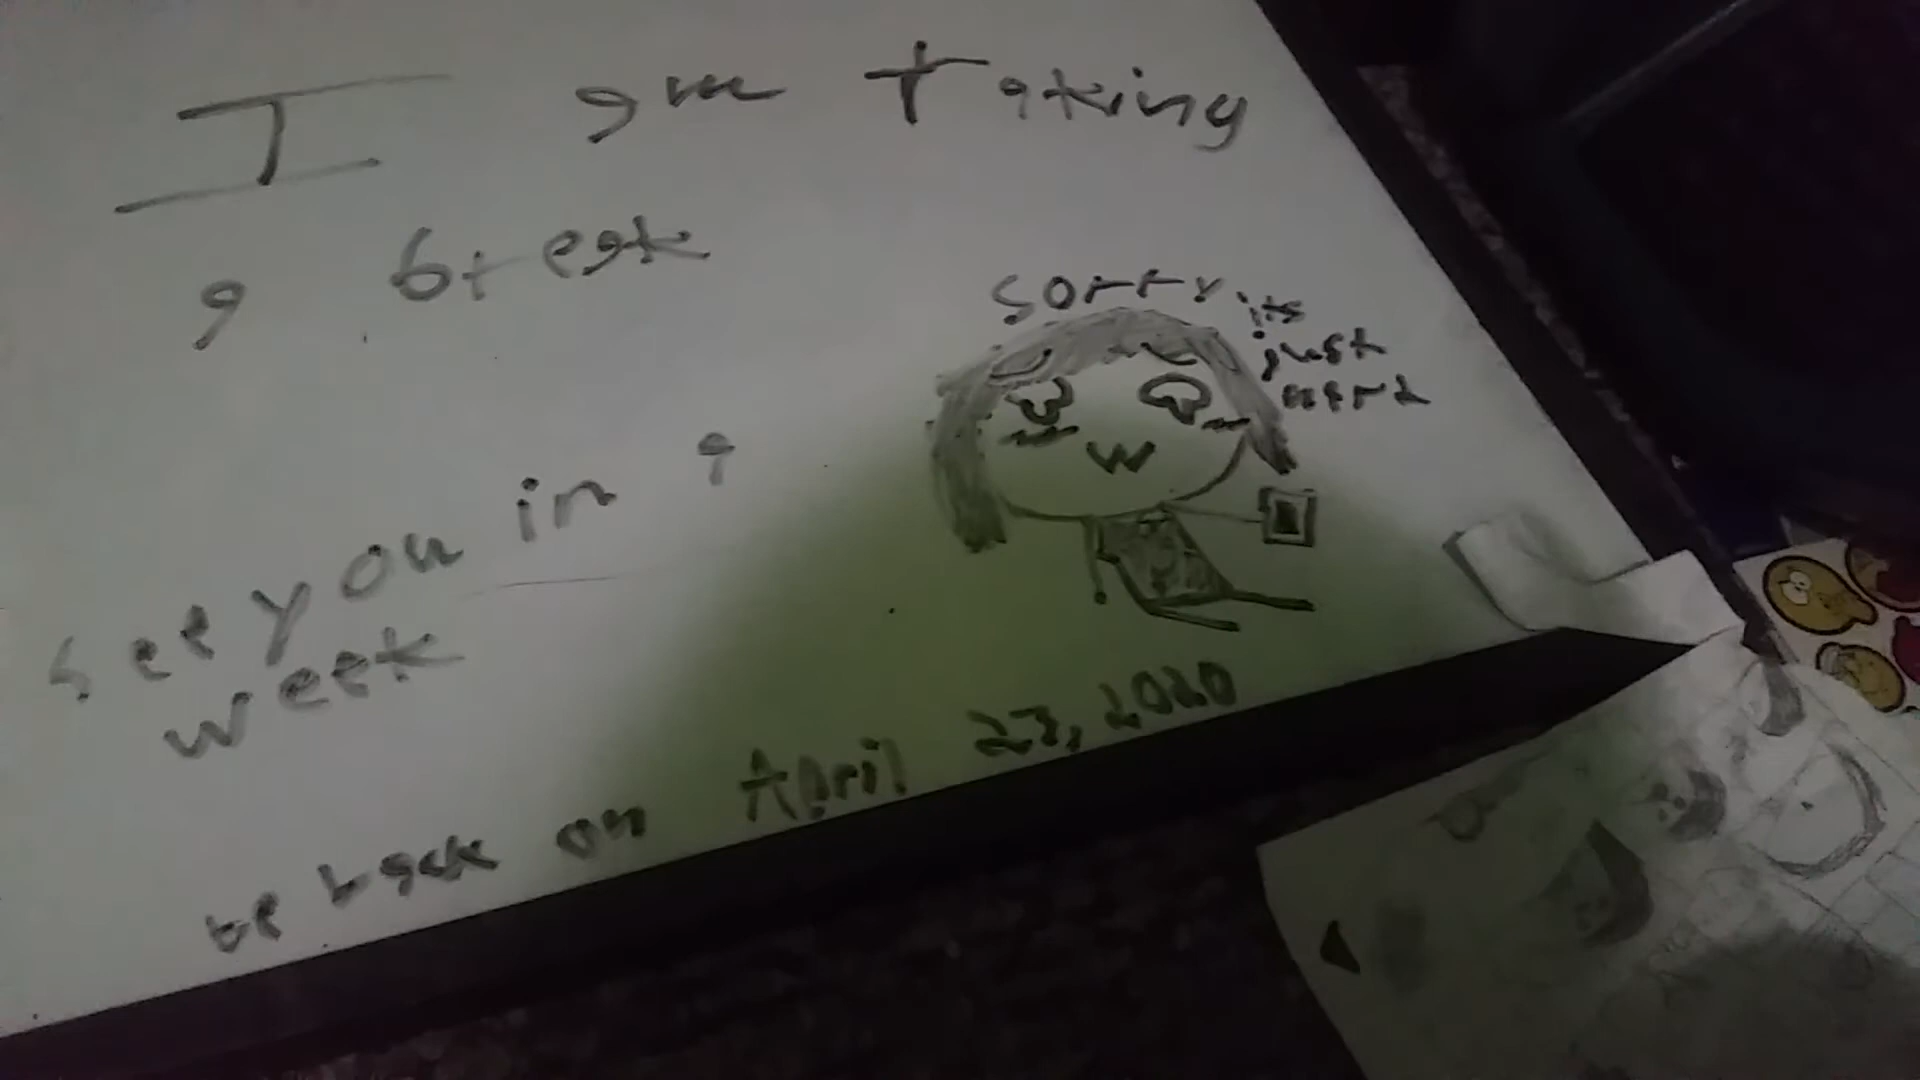 I am taking
a break
sorry its
just
hard
see you in a
week
be back on April 23, 2020